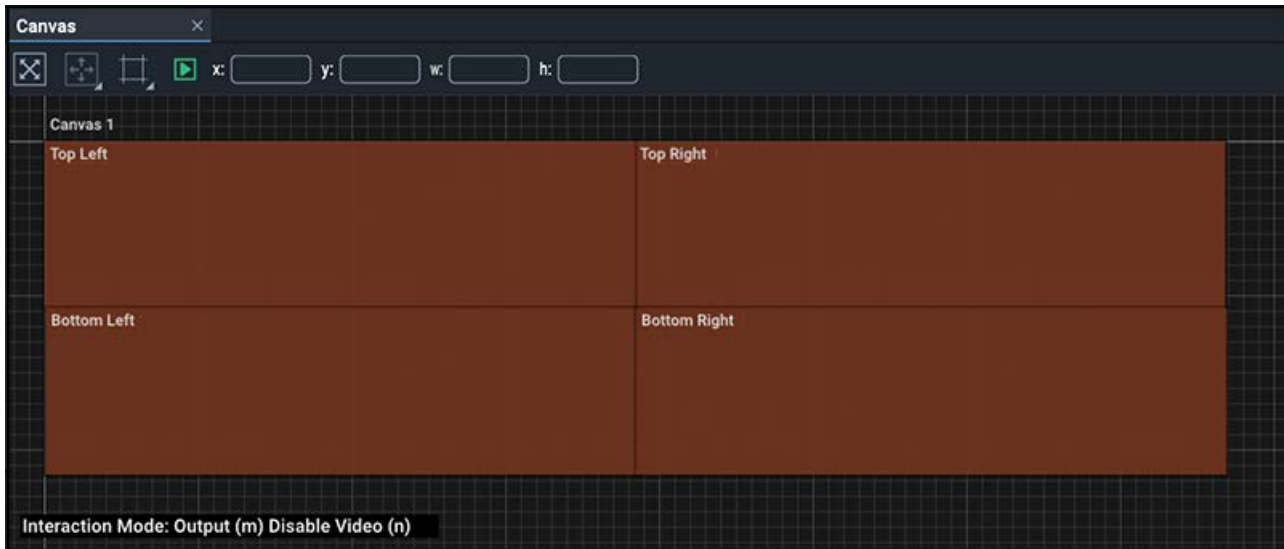 Canvas
x: y: w: h:
Canvas 1
Top Left
Top Right
Bottom Left
Bottom Right
Interaction Mode: Output (m) Disable Video (n)